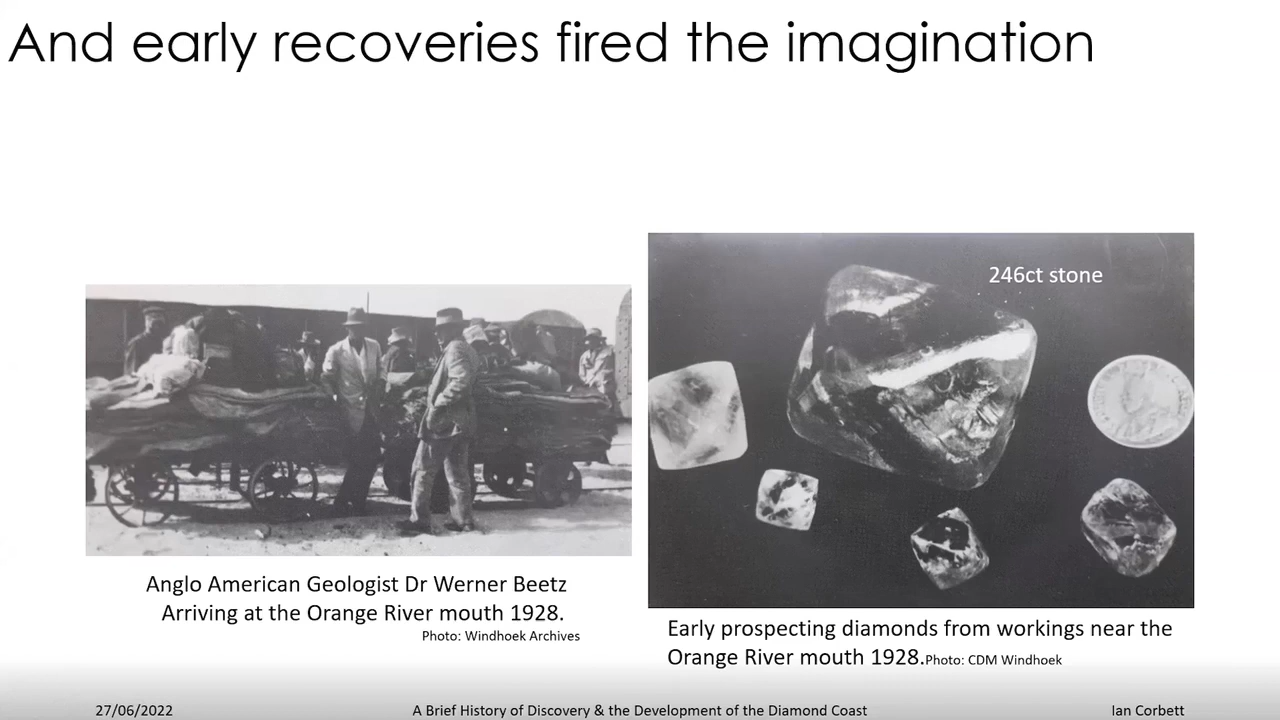 And early recoveries fired the imagination
246ct stone
Anglo American Geologist Dr Werner Beetz
Arriving at the Orange River mouth 1928.
Photo: Windhoek Archives
Early prospecting diamonds from workings near the
Orange River mouth 1928.Photo: CDM Windhoek
27/06/2022
A Brief History of Discovery & the Development of the Diamond Coast
Ian Corbett